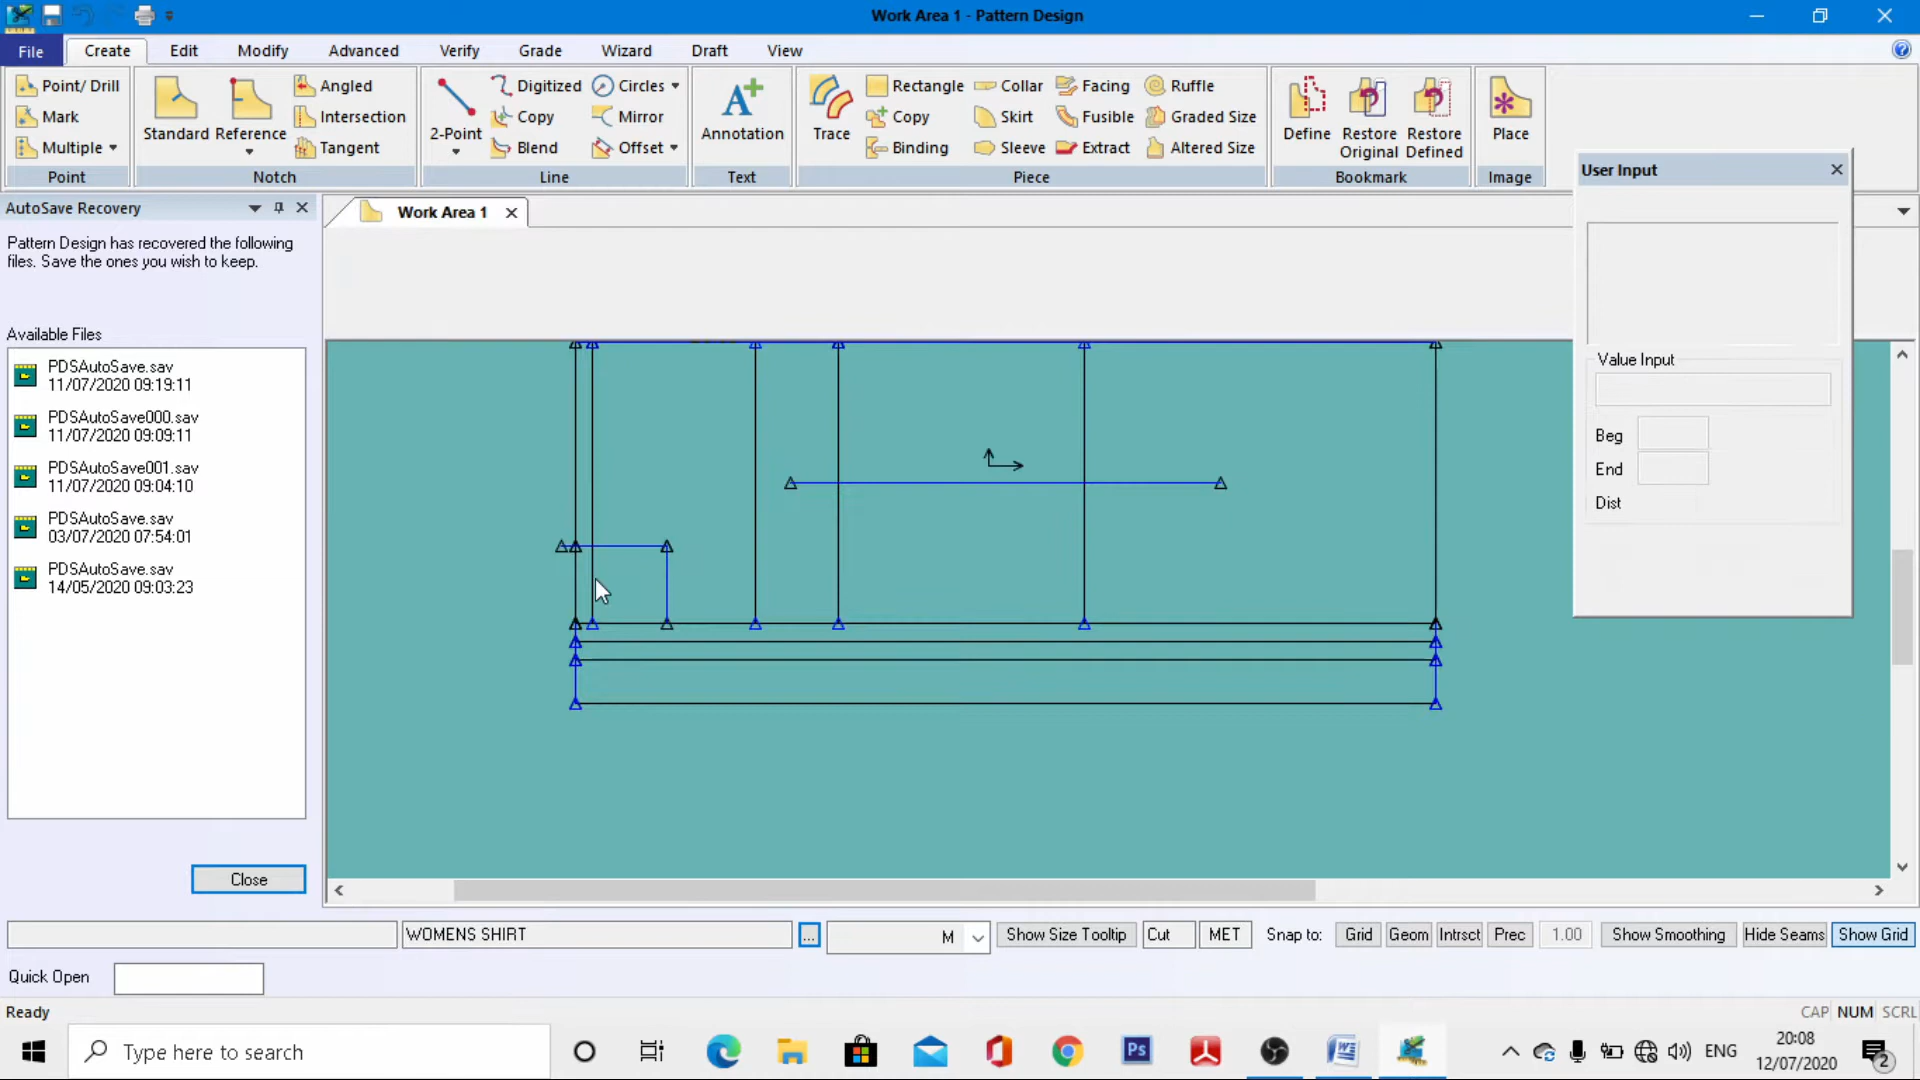 Work Area 1 - Pattern Design
File Create Edit Modify Advanced Verify Grade Wizard Draft View
Point/ Drill
Mark
Multiple
Point
Standard
Reference
Angled
Intersection
Tangent
Notch
2-Point
Digitized
Copy
Blend
Circles
Mirror
Offset
Line
Annotation
Text
Trace
Rectangle
Copy
Binding
Collar
Skirt
Sleeve
Facing
Fusible
Extract
Ruffle
Graded Size
Altered Size
Piece
Define
Restore
Original
Restore
Defined
Bookmark
Place
Image
AutoSave Recovery
Pattern Design has recovered the following
files. Save the ones you wish to keep.
Available Files
PDSAutoSave.sav
11/07/2020 09:19:11
PDSAutoSave000.sav
11/07/2020 09:09:11
PDSAutoSave001.sav
11/07/2020 09:04:10
PDSAutoSave.sav
03/07/2020 07:54:01
PDSAutoSave.sav
14/05/2020 09:03:23
Close
Work Area 1
User Input
Value Input
Beg
End
Dist
WOMENS SHIRT
...
M
Show Size Tooltip
Cut
MET
Snap to:
Grid
Geom
Intrsct
Prec
1.00
Show Smoothing
Hide Seams
Show Grid
Quick Open
Ready
CAP NUM SCRL
Type here to search
Ps
ENG
20:08
12/07/2020
2